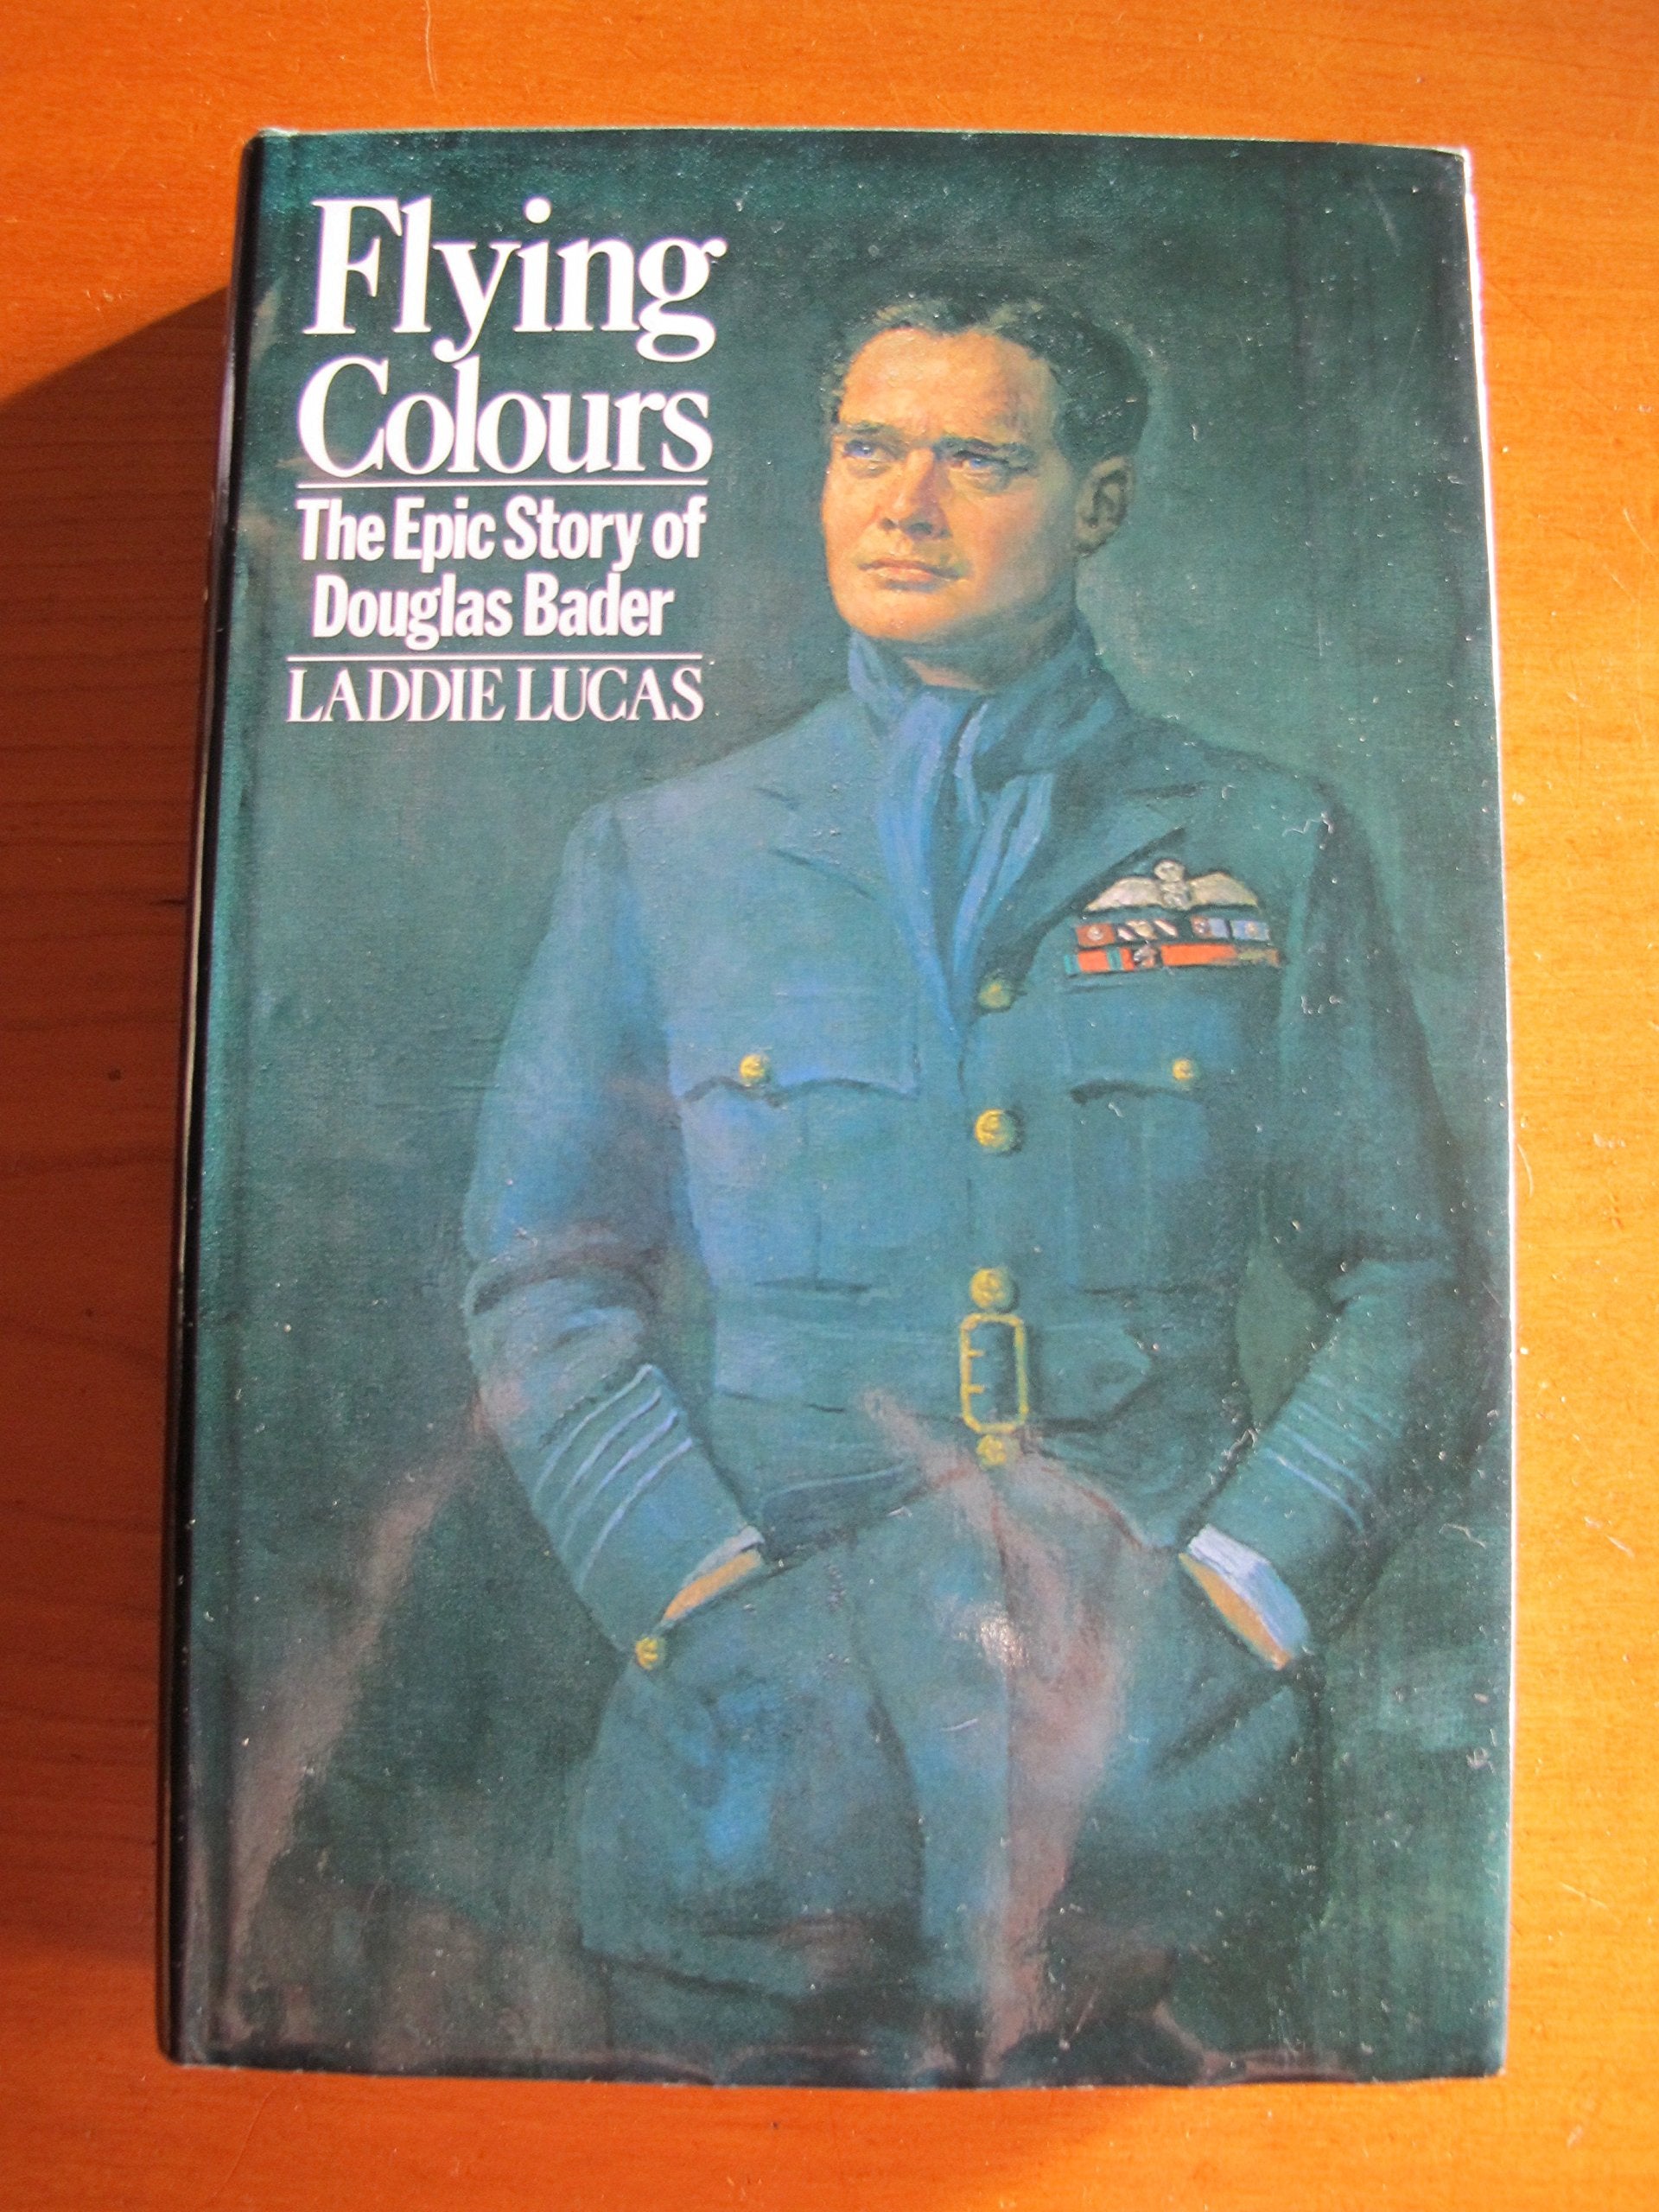 Flying
Colours
The Epic Story of
Douglas Bader
LADDIE LUCAS